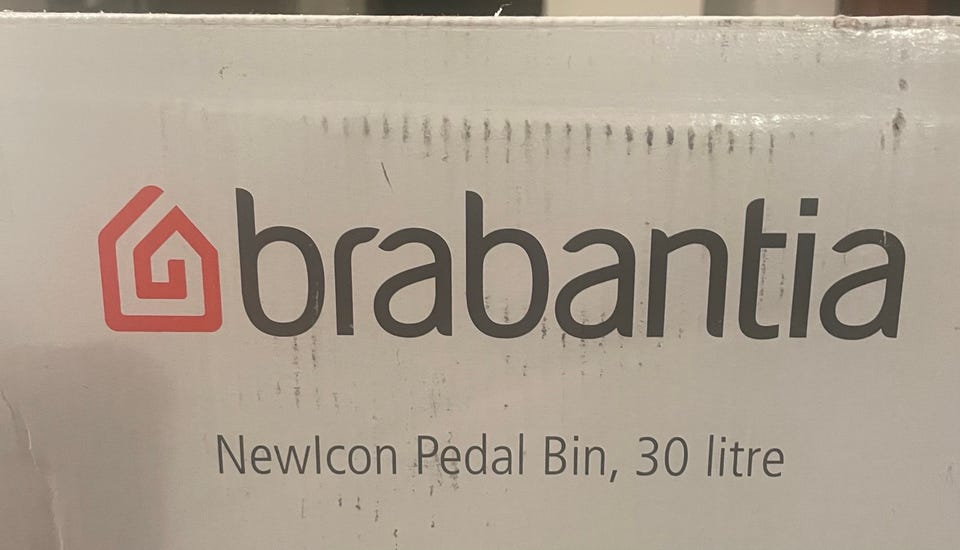 brabantia
NewIcon Pedal Bin, 30 litre